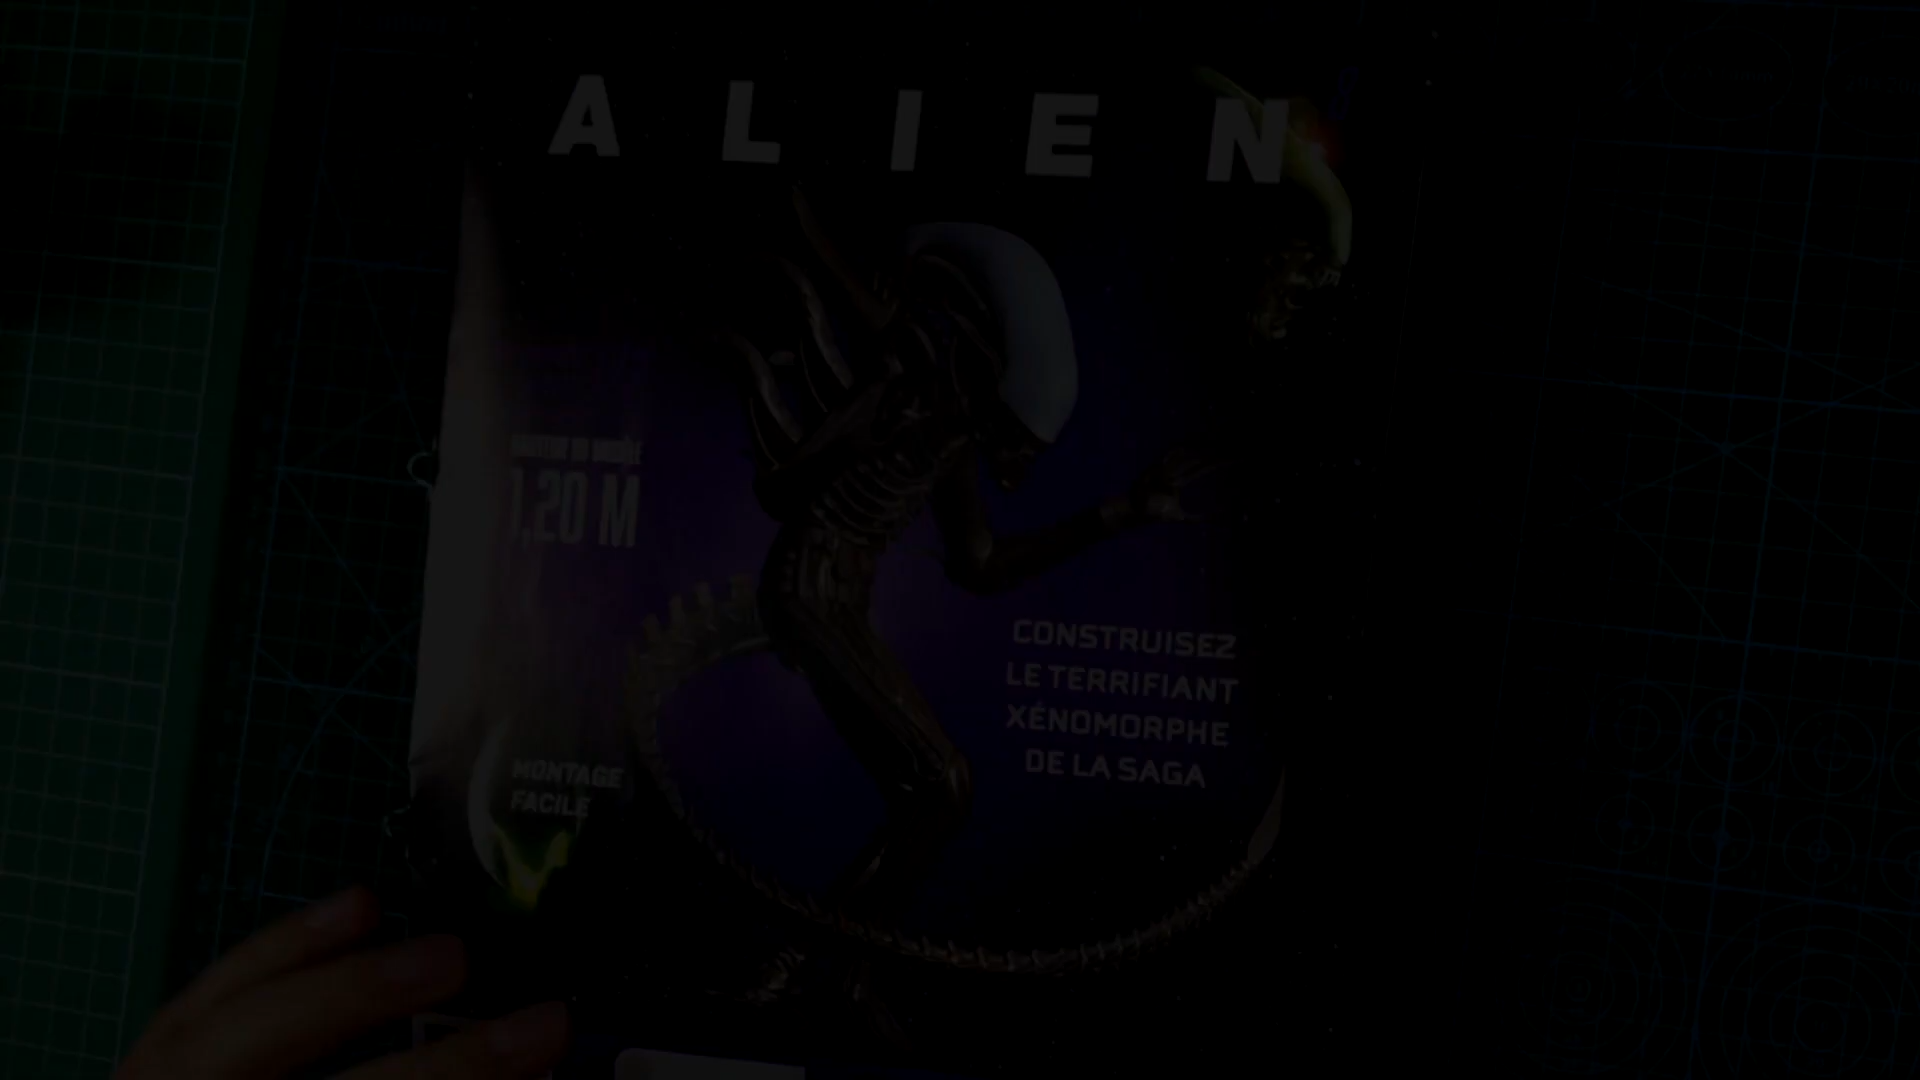 ALIEN
1,20 M
CONSTRUISEZ
LE TERRIFIANT
XÉNOMORPHE
DE LA SAGA
MONTAGE
FACILE